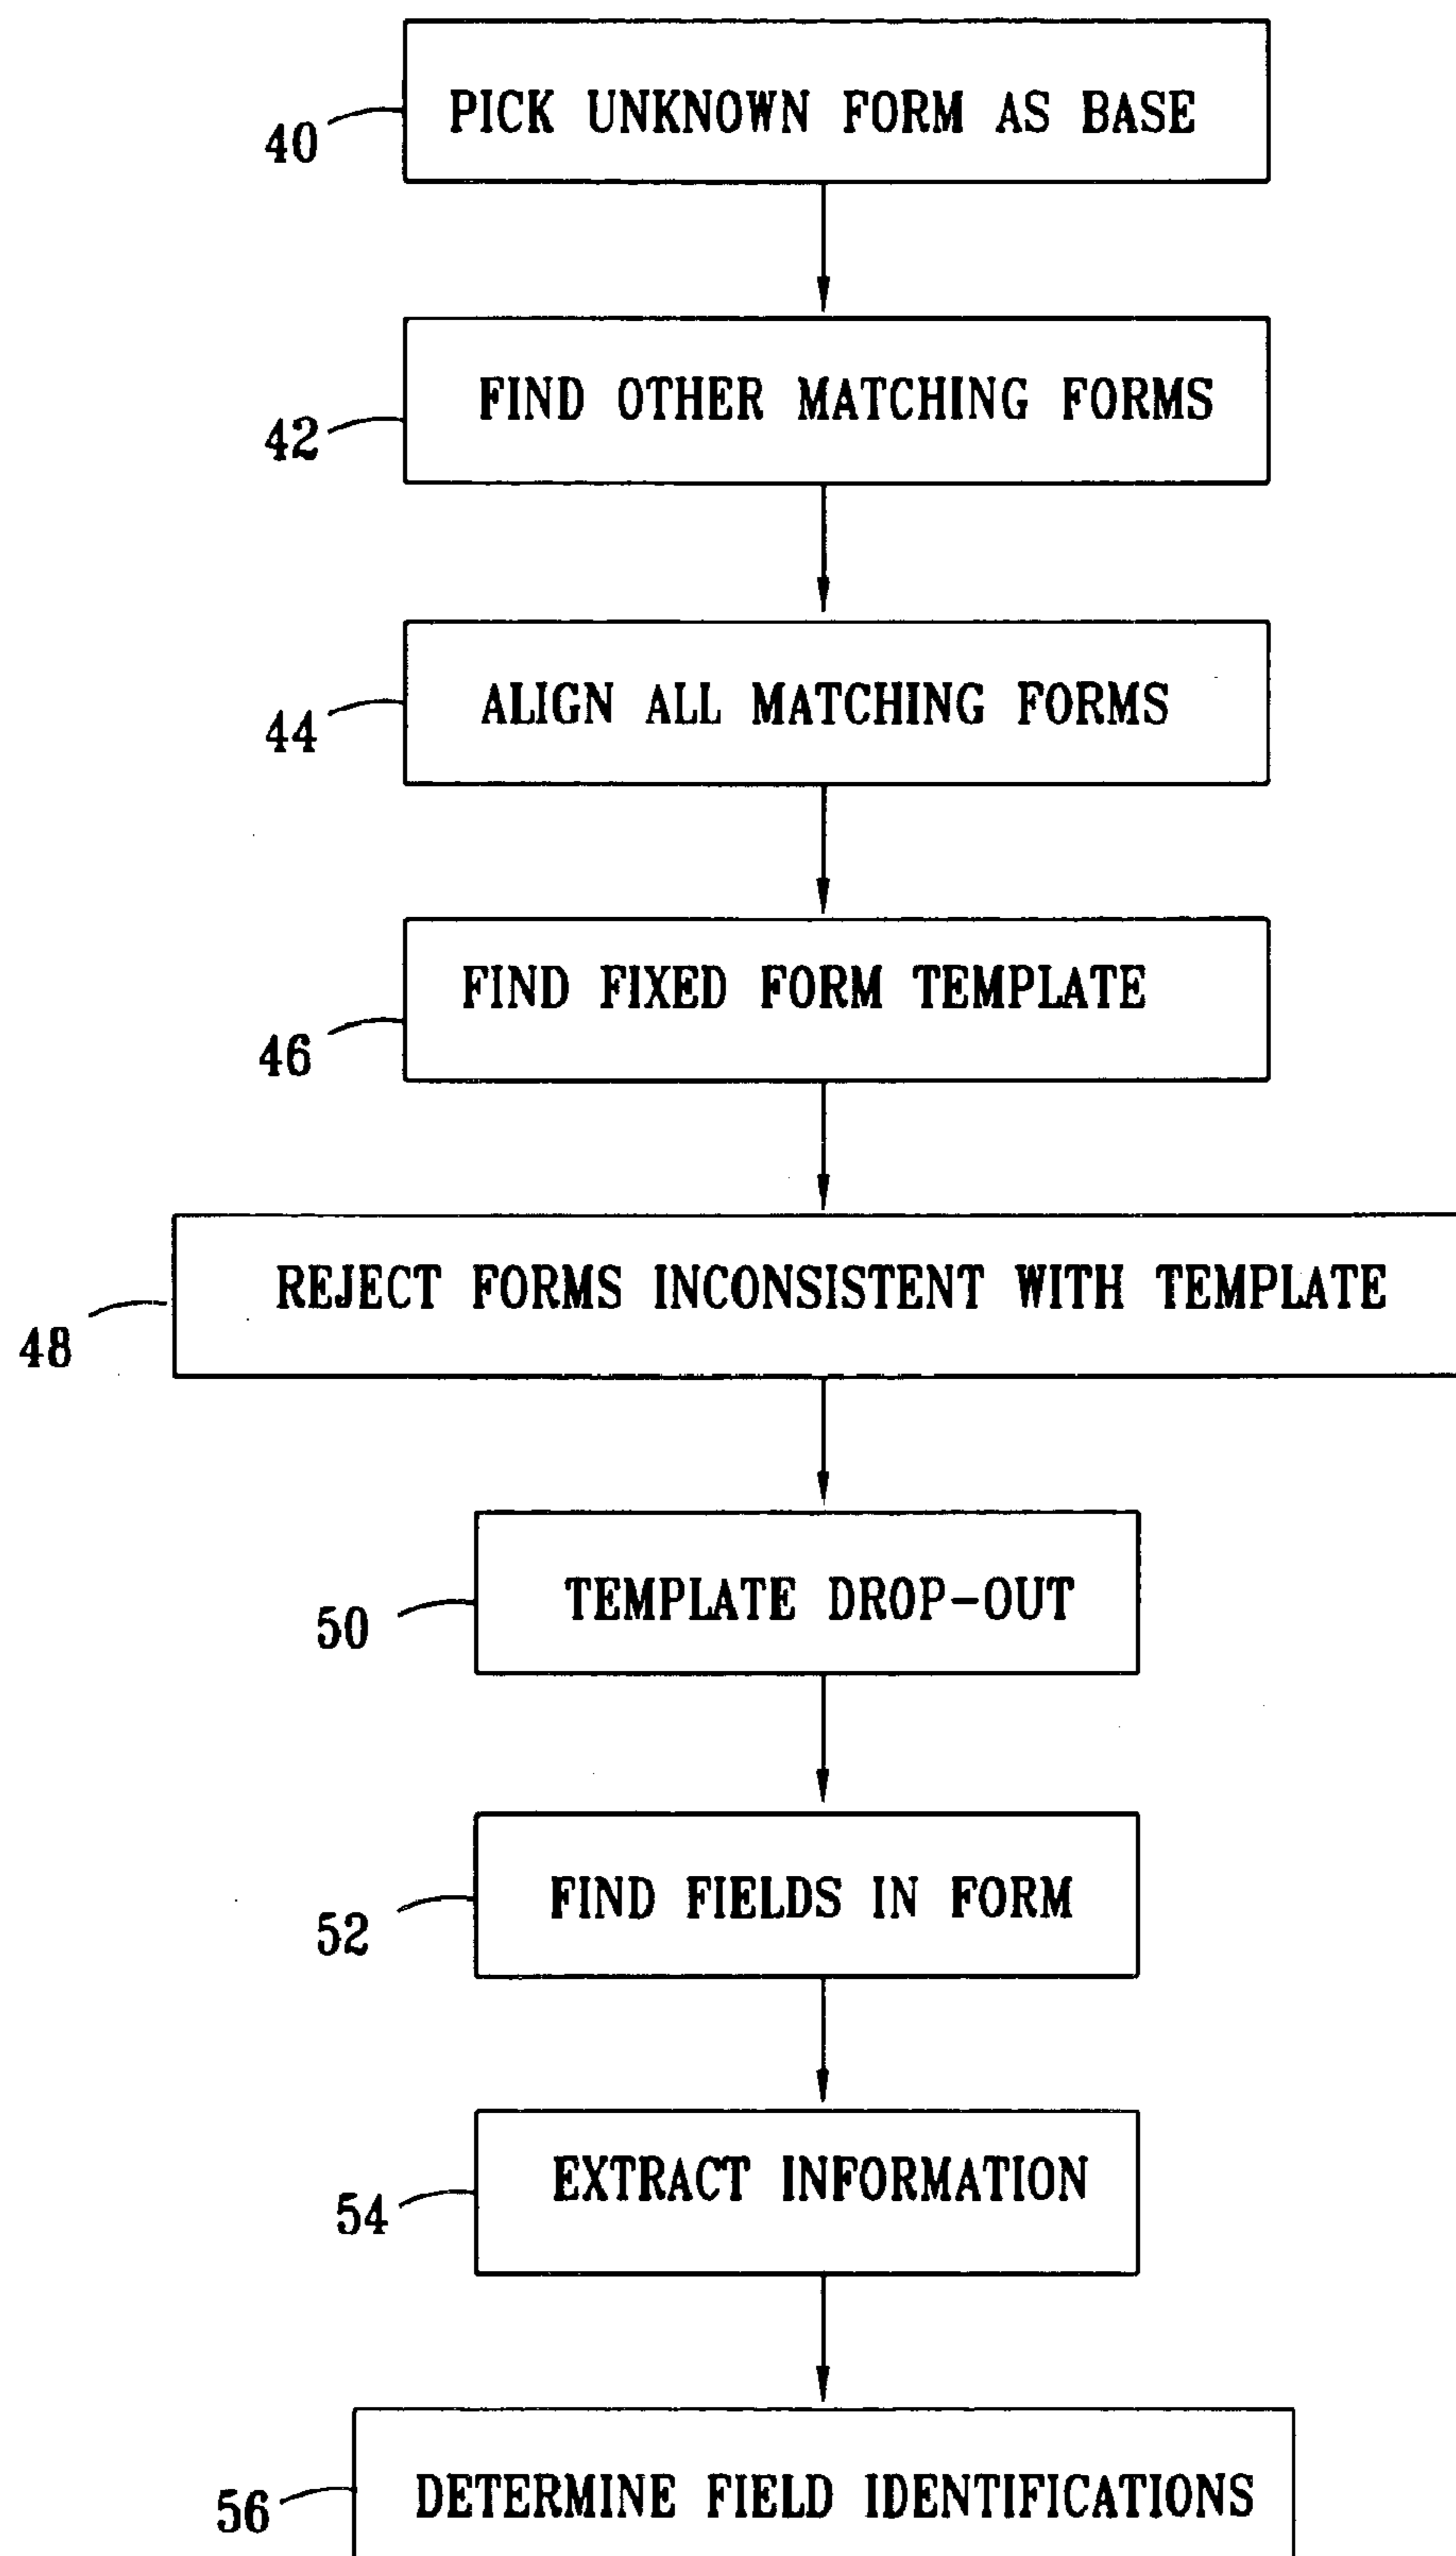 PICK UNKNOWN FORM AS BASE
40
FIND OTHER MATCHING FORMS
42
ALIGN ALL MATCHING FORMS
44
FIND FIXED FORM TEMPLATE
46
REJECT FORMS INCONSISTENT WITH TEMPLATE
48
TEMPLATE DROP-OUT
50
FIND FIELDS IN FORM
52
EXTRACT INFORMATION
54
DETERMINE FIELD IDENTIFICATIONS
56